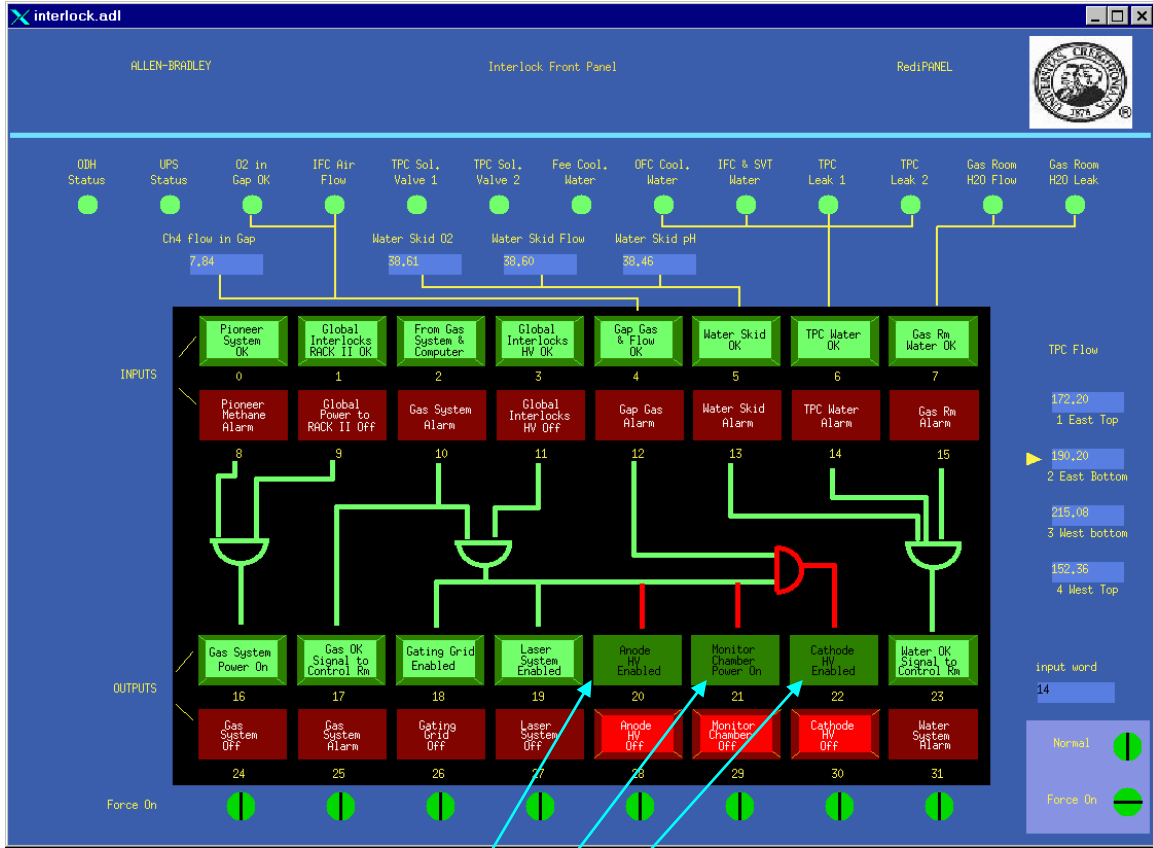 interlock.adl
ALLEN-BRADLEY
Interlock Front Panel
RediPANEL
1878
®
ODH
Status
UPS
Status
O2 in
Gap OK
IFC Air
Flow
TPC Sol.
Valve 1
TPC Sol.
Valve 2
Fee Cool.
Water
OFC Cool.
Water
IFC & SVT
Water
TPC
Leak 1
TPC
Leak 2
Gas Room
H2O Flow
Gas Room
H2O Leak
Ch4 flow in Gap
7.84
Water Skid O2
38.61
Water Skid Flow
38.60
Water Skid pH
38.46
INPUTS
Pioneer
System
OK
0
Global
Interlocks
RACK II OK
1
From Gas
System &
Computer
2
Global
Interlocks
HV OK
3
Gap Gas
& Flow
OK
4
Water Skid
OK
5
TPC Water
OK
6
Gas Rm
Water OK
7
Pioneer
Methane
Alarm
8
Global
Power to
RACK II Off
9
Gas System
Alarm
10
Global
Interlocks
HV Off
11
Gap Gas
Alarm
12
Water Skid
Alarm
13
TPC Water
Alarm
14
Gas Rm
Alarm
15
TPC Flow
172.20
1 East Top
190.20
2 East Bottom
215.08
3 West bottom
152.36
4 West Top
OUTPUTS
Gas System
Power On
16
Gas OK
Signal to
Control Rm
17
Gating Grid
Enabled
18
Laser
System
Enabled
19
Anode
HV
Enabled
20
Monitor
Chamber
Power On
21
Cathode
HV
Enabled
22
Water OK
Signal to
Control Rm
23
Gas
System
Off
24
Gas
System
Alarm
25
Gating
Grid
Off
26
Laser
System
Off
27
Anode
HV
Off
28
Monitor
Chamber
Off
29
Cathode
HV
Off
30
Water
System
Alarm
31
input word
14
Normal
Force On
Force On